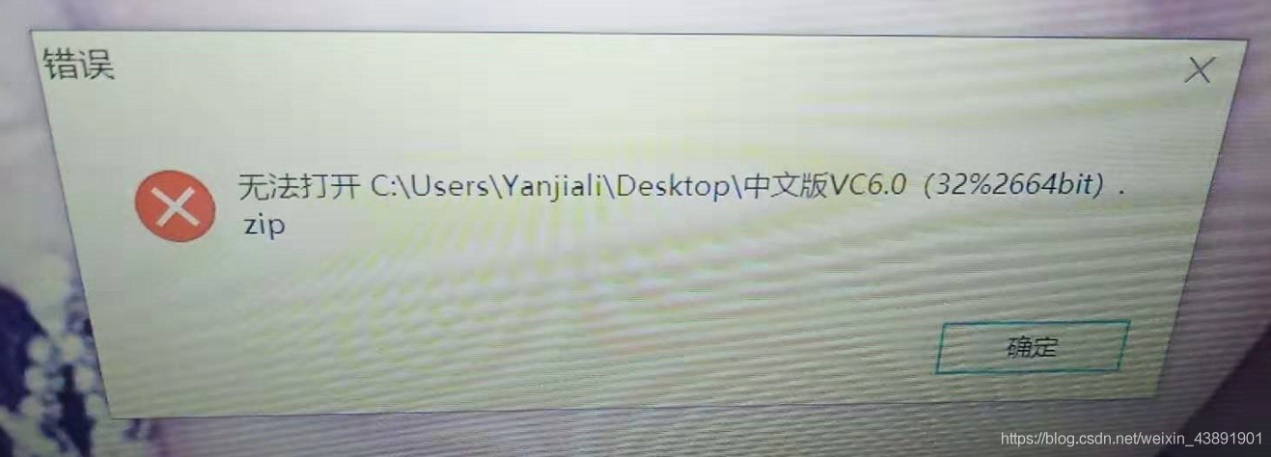 错误
无法打开 C:\Users\Yanjiali\Desktop\中文版VC6.0（32%2664bit）.
zip
确定
https://blog.csdn.net/weixin_43891901